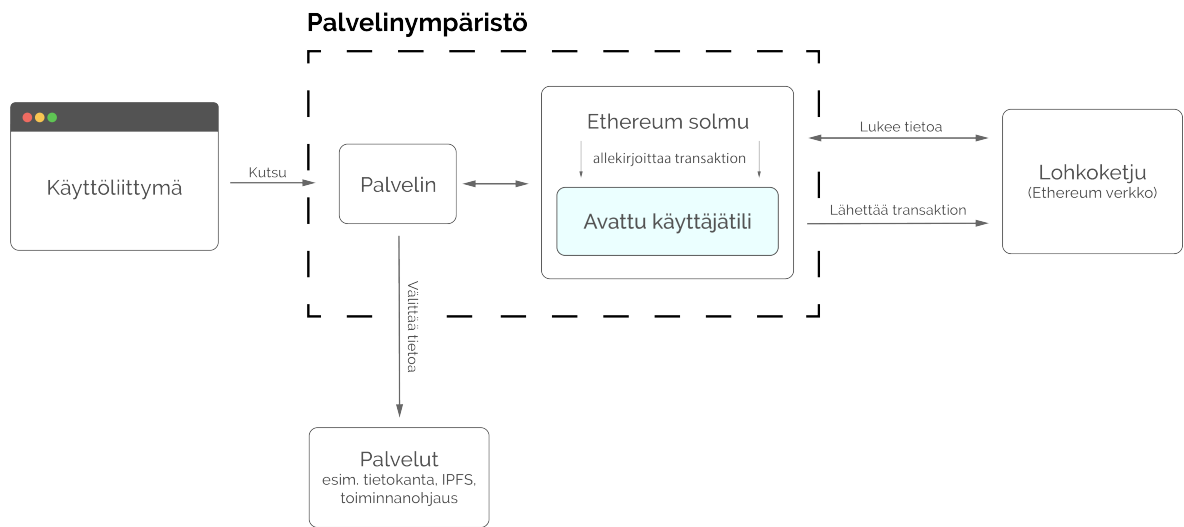 Palvelinympäristö
Käyttöliittymä
Kutsu
Palvelin
Ethereum solmu
allekirjoittaa transaktion
Avattu käyttäjätili
Lukee tietoa
Lähettää transaktion
Lohkoketju
(Ethereum verkko)
Välittää tietoa
Palvelut
esim. tietokanta, IPFS,
toiminnanohjaus